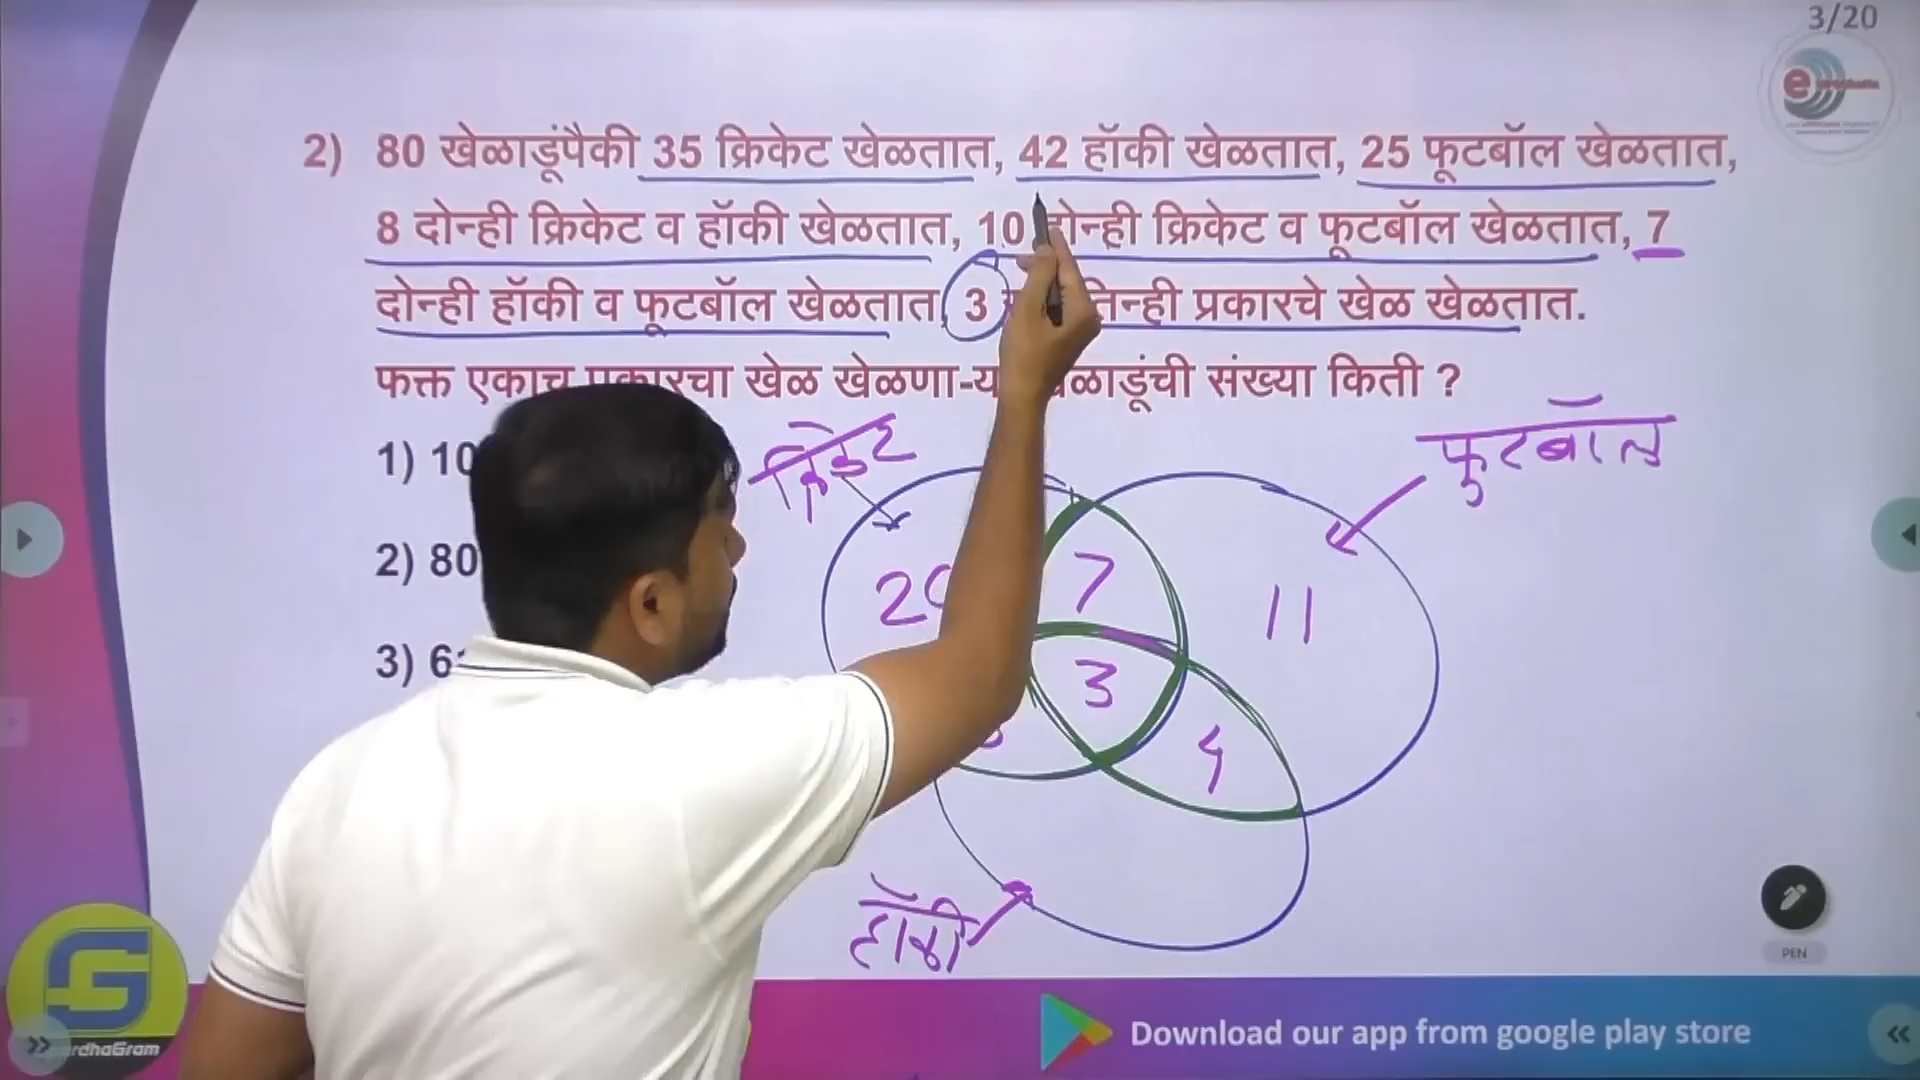 3/20
2) 80 खेळाडूंपैकी 35 क्रिकेट खेळतात, 42 हॉकी खेळतात, 25 फूटबॉल खेळतात,
8 दोन्ही क्रिकेट व हॉकी खेळतात, 10 दोन्ही क्रिकेट व फूटबॉल खेळतात, 7
दोन्ही हॉकी व फूटबॉल खेळतात 3 तिन्ही प्रकारचे खेळ खेळतात.
फक्त एकाच प्रकारचा खेळ खेळणा-या खेळाडूंची संख्या किती ?
क्रिकेट
फुटबॉल
1) 10
2) 80
3) 6
20
7
11
3
4
हॉकी
PEN
Download our app from google play store